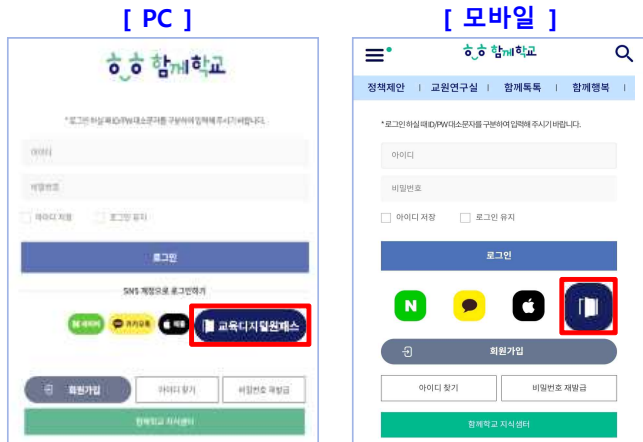 [ PC ]
함께학교
* 로그인 하실 때 ID/PW 대소문자를 구분하여 입력해 주시기 바랍니다.
아이디
비밀번호
아이디 저장 로그인 유지
로그인
SNS 계정으로 로그인하기
N 네이버 카카오톡 애플 교육디지털원패스
회원가입 아이디 찾기 비밀번호 재발급
함께학교 지식샘터
[ 모바일 ]
함께학교
정책제안 | 교원연구실 | 함께톡톡 | 함께행복 |
* 로그인 하실 때 ID/PW 대소문자를 구분하여 입력해 주시기 바랍니다.
아이디
비밀번호
아이디 저장 로그인 유지
로그인
N
회원가입
아이디 찾기 비밀번호 재발급
함께학교 지식샘터